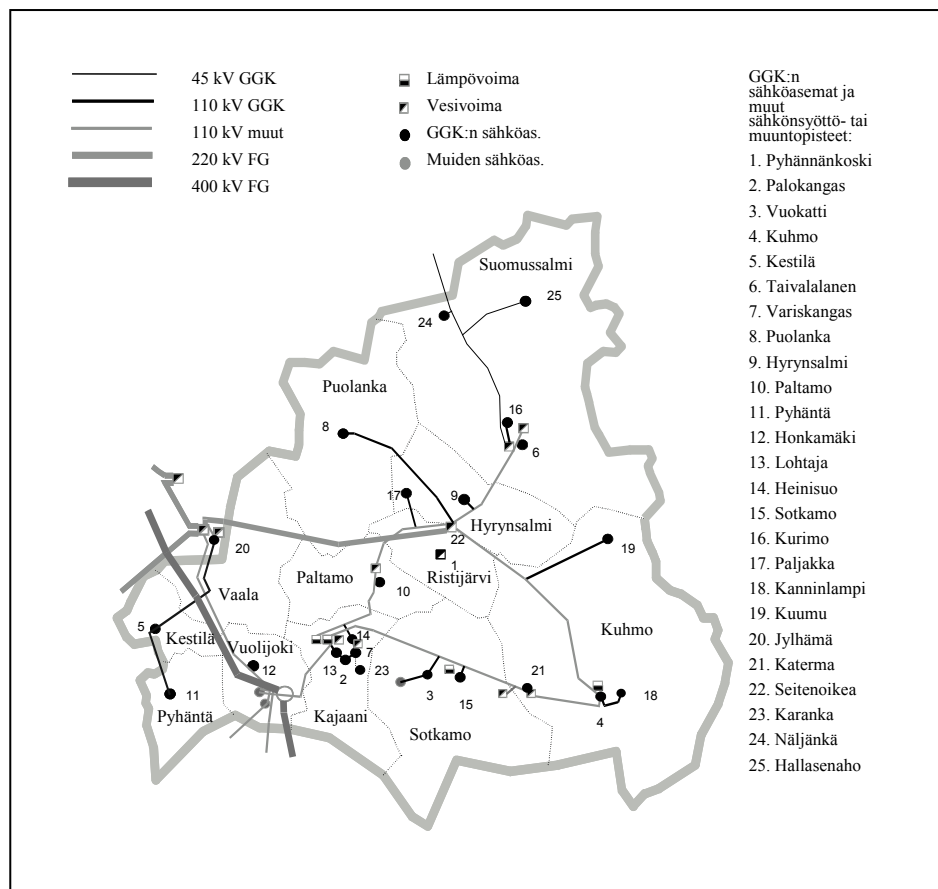 45 kV GGK
110 kV GGK
110 kV muut
220 kV FG
400 kV FG
Lämpövoima
Vesivoima
GGK:n sähköas.
Muiden sähköas.
GGK:n
sähköasemat ja
muut
sähkönsyöttö- tai
muuntopisteet:
1. Pyhännänkoski
2. Palokangas
3. Vuokatti
4. Kuhmo
5. Kestilä
6. Taivalalanen
7. Variskangas
8. Puolanka
9. Hyrynsalmi
10. Paltamo
11. Pyhäntä
12. Honkamäki
13. Lohtaja
14. Heinisuo
15. Sotkamo
16. Kurimo
17. Paljakka
18. Kanninlampi
19. Kuumu
20. Jylhämä
21. Katerma
22. Seitenoikea
23. Karanka
24. Näljänkä
25. Hallasenaho
Suomussalmi
25
24
Puolanka
8
16
6
17
9
Hyrynsalmi
22
19
20
1
Paltamo
Ristijärvi
10
Vaala
5
Kestilä
Kuhmo
Vuolijoki
14
7
12
13
2
23
21
3
15
18
11
4
Pyhäntä
Kajaani
Sotkamo